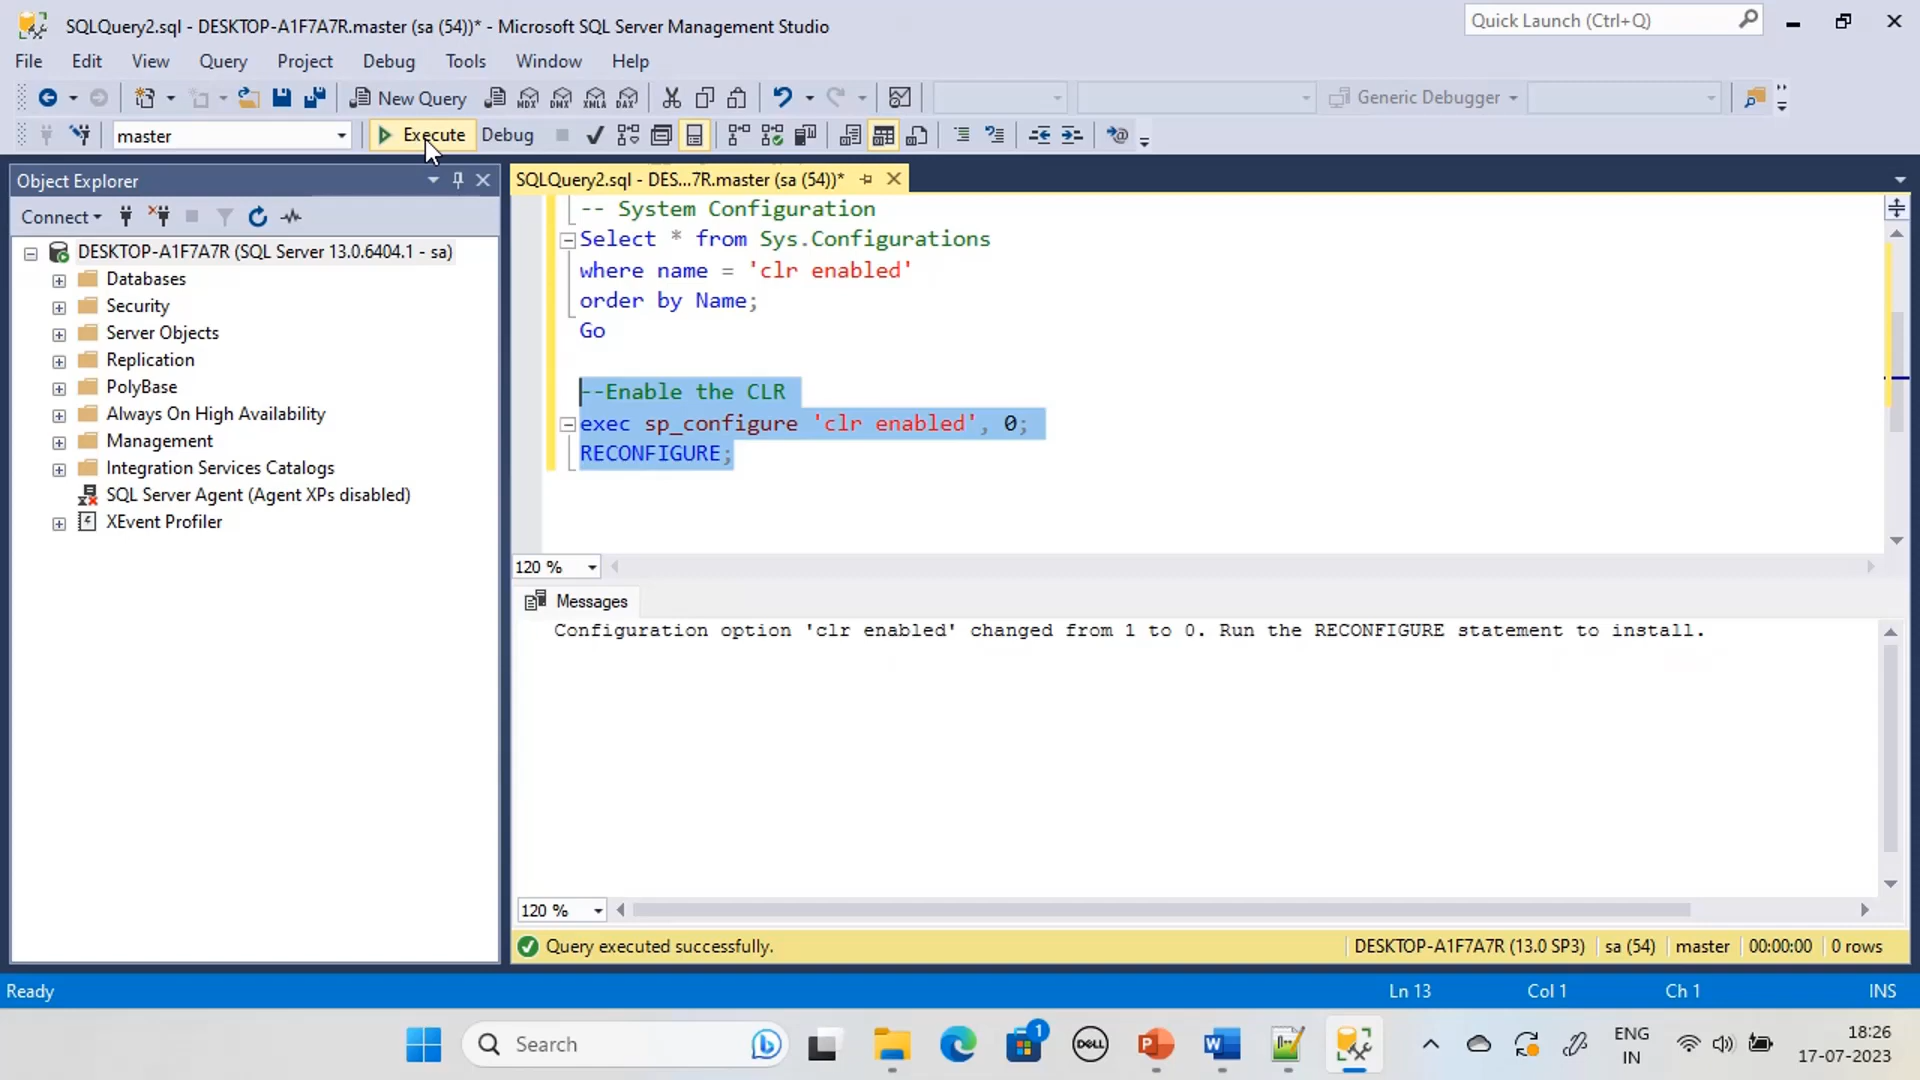 SQLQuery2.sql - DESKTOP-A1F7A7R.master (sa (54))* - Microsoft SQL Server Management Studio
Quick Launch (Ctrl+Q)
File Edit View Query Project Debug Tools Window Help
New Query MDX DMX XMLA DAX Generic Debugger
master Execute Debug
Object Explorer
SQLQuery2.sql - DES...7R.master (sa (54))*
Connect
DESKTOP-A1F7A7R (SQL Server 13.0.6404.1 - sa)
Databases
Security
Server Objects
Replication
PolyBase
Always On High Availability
Management
Integration Services Catalogs
SQL Server Agent (Agent XPs disabled)
XEvent Profiler
-- System Configuration
Select * from Sys.Configurations
where name = 'clr enabled'
order by Name;
Go
--Enable the CLR
exec sp_configure 'clr enabled', 0;
RECONFIGURE;
120 %
Messages
Configuration option 'clr enabled' changed from 1 to 0. Run the RECONFIGURE statement to install.
120 %
Query executed successfully. DESKTOP-A1F7A7R (13.0 SP3) sa (54) master 00:00:00 0 rows
Ready Ln 13 Col 1 Ch 1 INS
Search 1 DELL P W ENG IN 18:26 17-07-2023